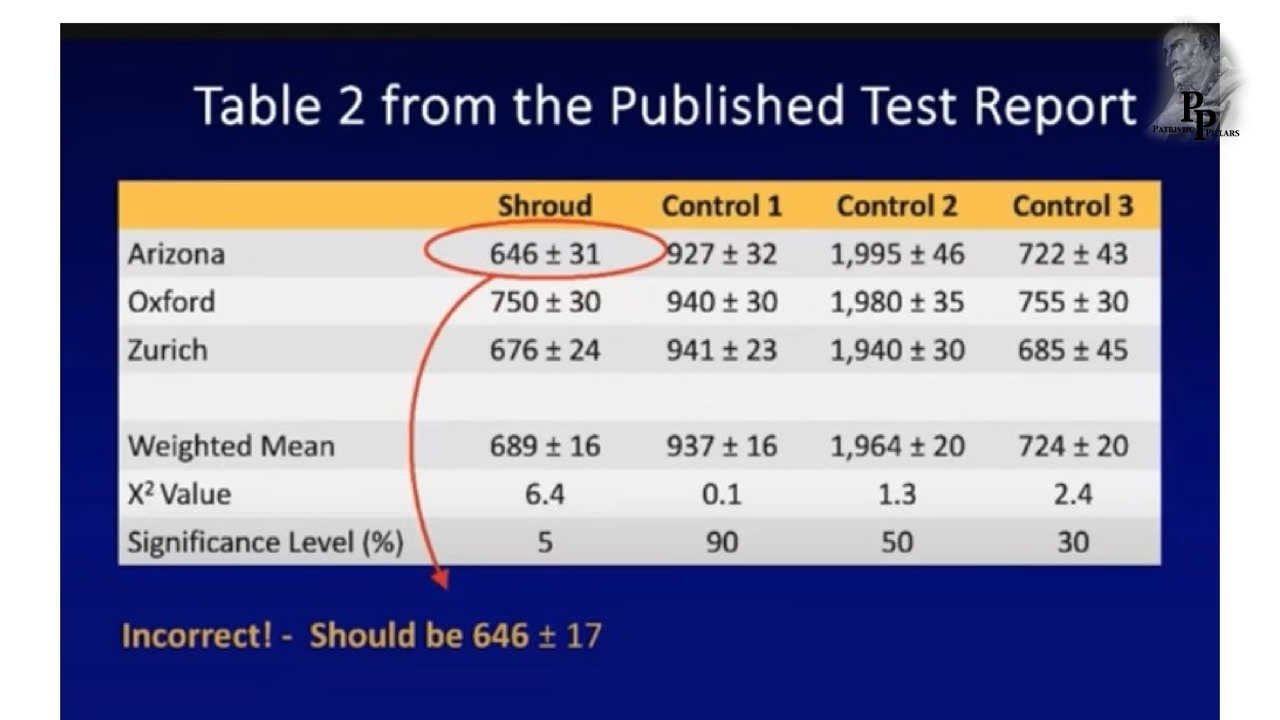 Table 2 from the Published Test Report
PP
PATRISTIC PILLARS
Shroud Control 1 Control 2 Control 3
Arizona 646 ± 31 927 ± 32 1,995 ± 46 722 ± 43
Oxford 750 ± 30 940 ± 30 1,980 ± 35 755 ± 30
Zurich 676 ± 24 941 ± 23 1,940 ± 30 685 ± 45
Weighted Mean 689 ± 16 937 ± 16 1,964 ± 20 724 ± 20
X² Value 6.4 0.1 1.3 2.4
Significance Level (%) 5 90 50 30
Incorrect! - Should be 646 ± 17